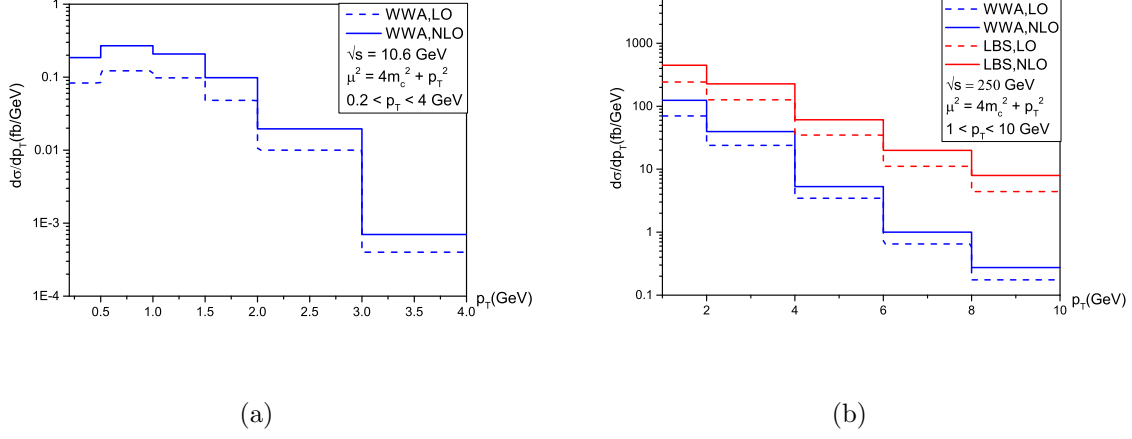 1
0.1
0.01
1E-3
1E-4
dσ/dp_T(fb/GeV)
WWA,LO
WWA,NLO
√s = 10.6 GeV
μ² = 4m_c² + p_T²
0.2 < p_T < 4 GeV
0.5 1.0 1.5 2.0 2.5 3.0 3.5 4.0
p_T(GeV)
(a)
1000
100
10
1
0.1
dσ/dp_T(fb/GeV)
WWA,LO
WWA,NLO
LBS,LO
LBS,NLO
√s = 250 GeV
μ² = 4m_c² + p_T²
1 < p_T< 10 GeV
2 4 6 8 10
p_T(GeV)
(b)